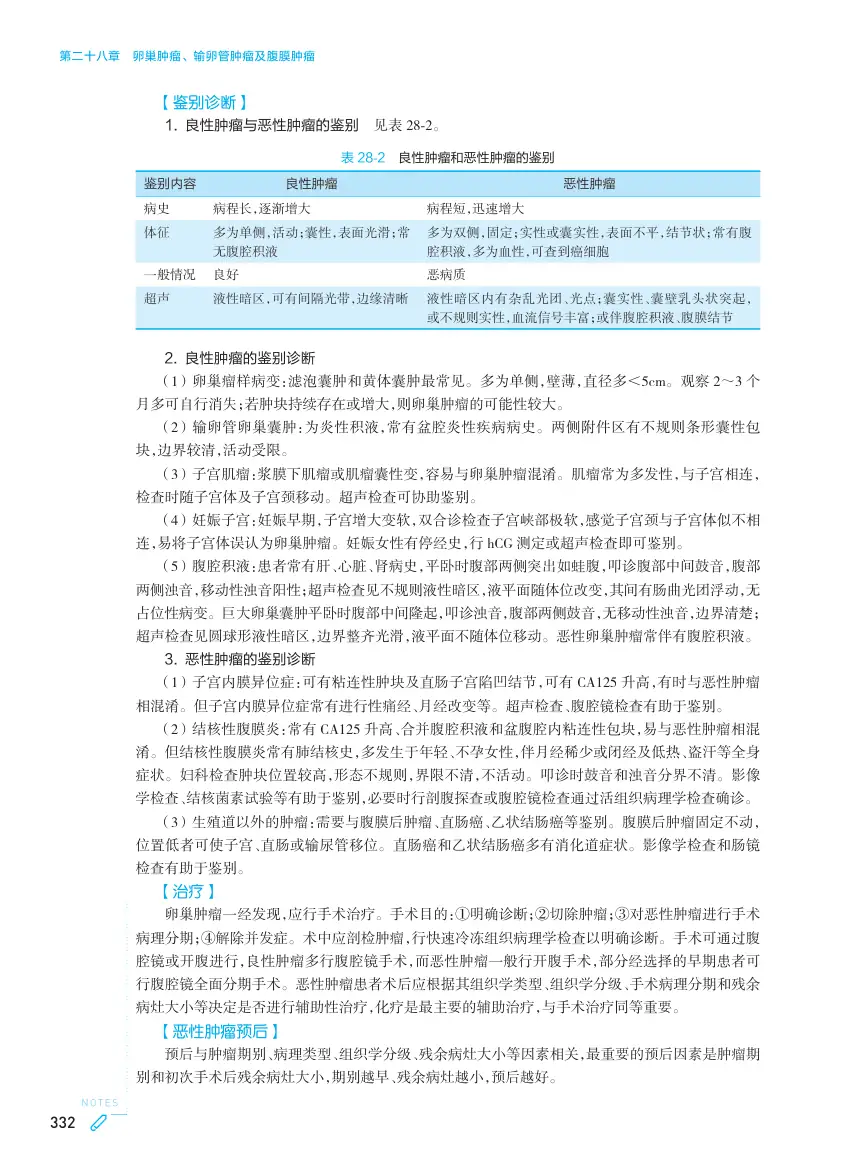 第二十八章 卵巢肿瘤、输卵管肿瘤及腹膜肿瘤
【鉴别诊断】
1. 良性肿瘤与恶性肿瘤的鉴别 见表 28-2。
表 28-2 良性肿瘤和恶性肿瘤的鉴别
鉴别内容 良性肿瘤 恶性肿瘤
病史 病程长,逐渐增大 病程短,迅速增大
体征 多为单侧,活动;囊性,表面光滑;常 多为双侧,固定;实性或囊实性,表面不平,结节状;常有腹
无腹腔积液 腔积液,多为血性,可查到癌细胞
一般情况 良好 恶病质
超声 液性暗区,可有间隔光带,边缘清晰 液性暗区内有杂乱光团、光点;囊实性、囊壁乳头状突起,
或不规则实性,血流信号丰富;或伴腹腔积液、腹膜结节
2. 良性肿瘤的鉴别诊断
（1）卵巢瘤样病变:滤泡囊肿和黄体囊肿最常见。多为单侧,壁薄,直径多＜5cm。观察 2～3 个
月多可自行消失;若肿块持续存在或增大,则卵巢肿瘤的可能性较大。
（2）输卵管卵巢囊肿:为炎性积液,常有盆腔炎性疾病病史。两侧附件区有不规则条形囊性包
块,边界较清,活动受限。
（3）子宫肌瘤:浆膜下肌瘤或肌瘤囊性变,容易与卵巢肿瘤混淆。肌瘤常为多发性,与子宫相连,
检查时随子宫体及子宫颈移动。超声检查可协助鉴别。
（4）妊娠子宫:妊娠早期,子宫增大变软,双合诊检查子宫峡部极软,感觉子宫颈与子宫体似不相
连,易将子宫体误认为卵巢肿瘤。妊娠女性有停经史,行 hCG 测定或超声检查即可鉴别。
（5）腹腔积液:患者常有肝、心脏、肾病史,平卧时腹部两侧突出如蛙腹,叩诊腹部中间鼓音,腹部
两侧浊音,移动性浊音阳性;超声检查见不规则液性暗区,液平面随体位改变,其间有肠曲光团浮动,无
占位性病变。巨大卵巢囊肿平卧时腹部中间隆起,叩诊浊音,腹部两侧鼓音,无移动性浊音,边界清楚;
超声检查见圆球形液性暗区,边界整齐光滑,液平面不随体位移动。恶性卵巢肿瘤常伴有腹腔积液。
3. 恶性肿瘤的鉴别诊断
（1）子宫内膜异位症:可有粘连性肿块及直肠子宫陷凹结节,可有 CA125 升高,有时与恶性肿瘤
相混淆。但子宫内膜异位症常有进行性痛经、月经改变等。超声检查、腹腔镜检查有助于鉴别。
（2）结核性腹膜炎:常有 CA125 升高、合并腹腔积液和盆腹腔内粘连性包块,易与恶性肿瘤相混
淆。但结核性腹膜炎常有肺结核史,多发生于年轻、不孕女性,伴月经稀少或闭经及低热、盗汗等全身
症状。妇科检查肿块位置较高,形态不规则,界限不清,不活动。叩诊时鼓音和浊音分界不清。影像
学检查、结核菌素试验等有助于鉴别,必要时行剖腹探查或腹腔镜检查通过活组织病理学检查确诊。
（3）生殖道以外的肿瘤:需要与腹膜后肿瘤、直肠癌、乙状结肠癌等鉴别。腹膜后肿瘤固定不动,
位置低者可使子宫、直肠或输尿管移位。直肠癌和乙状结肠癌多有消化道症状。影像学检查和肠镜
检查有助于鉴别。
【治疗】
卵巢肿瘤一经发现,应行手术治疗。手术目的:①明确诊断;②切除肿瘤;③对恶性肿瘤进行手术
病理分期;④解除并发症。术中应剖检肿瘤,行快速冷冻组织病理学检查以明确诊断。手术可通过腹
腔镜或开腹进行,良性肿瘤多行腹腔镜手术,而恶性肿瘤一般行开腹手术,部分经选择的早期患者可
行腹腔镜全面分期手术。恶性肿瘤患者术后应根据其组织学类型、组织学分级、手术病理分期和残余
病灶大小等决定是否进行辅助性治疗,化疗是最主要的辅助治疗,与手术治疗同等重要。
【恶性肿瘤预后】
预后与肿瘤期别、病理类型、组织学分级、残余病灶大小等因素相关,最重要的预后因素是肿瘤期
别和初次手术后残余病灶大小,期别越早、残余病灶越小,预后越好。
NOTES
332